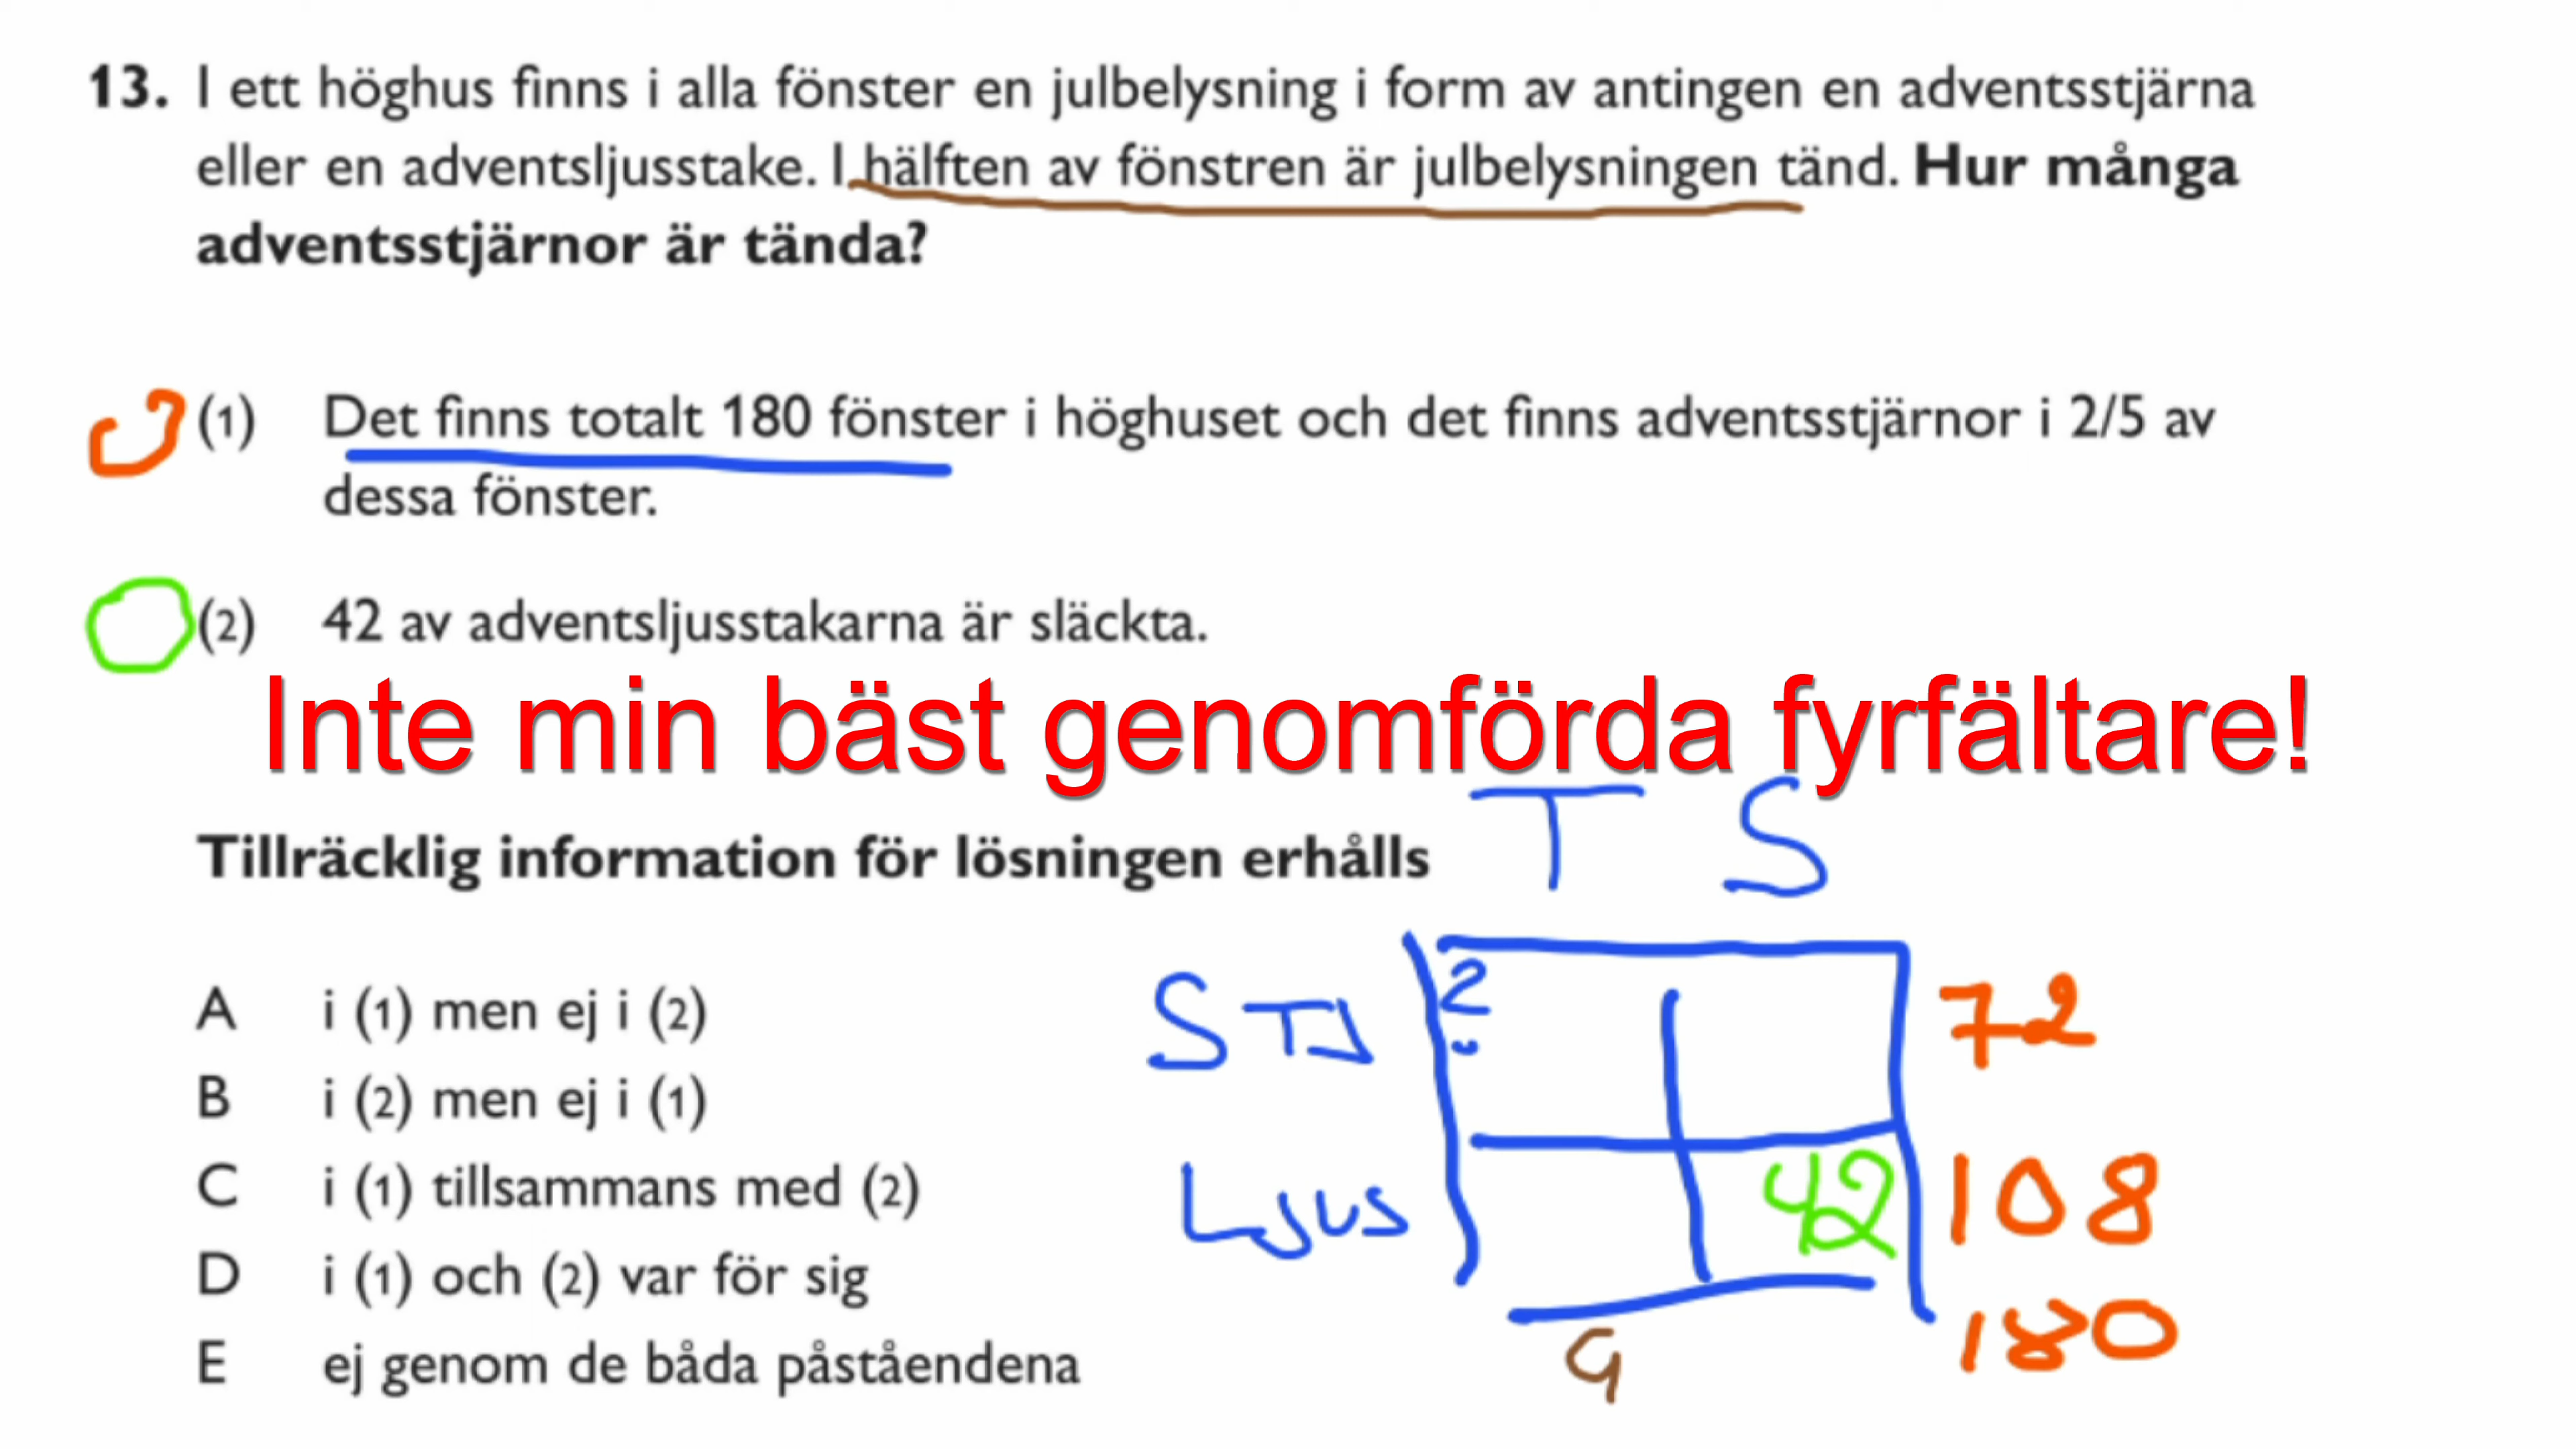 13. I ett höghus finns i alla fönster en julbelysning i form av antingen en adventsstjärna
eller en adventsljusstake. I hälften av fönstren är julbelysningen tänd. Hur många
adventsstjärnor är tända?
(1) Det finns totalt 180 fönster i höghuset och det finns adventsstjärnor i 2/5 av
dessa fönster.
(2) 42 av adventsljusstakarna är släckta.
Inte min bäst genomförda fyrfältare!
T S
Tillräcklig information för lösningen erhålls
A i (1) men ej i (2)
B i (2) men ej i (1)
C i (1) tillsammans med (2)
D i (1) och (2) var för sig
E ej genom de båda påståendena
STJ ? 72
LJUS 42 108
9 180